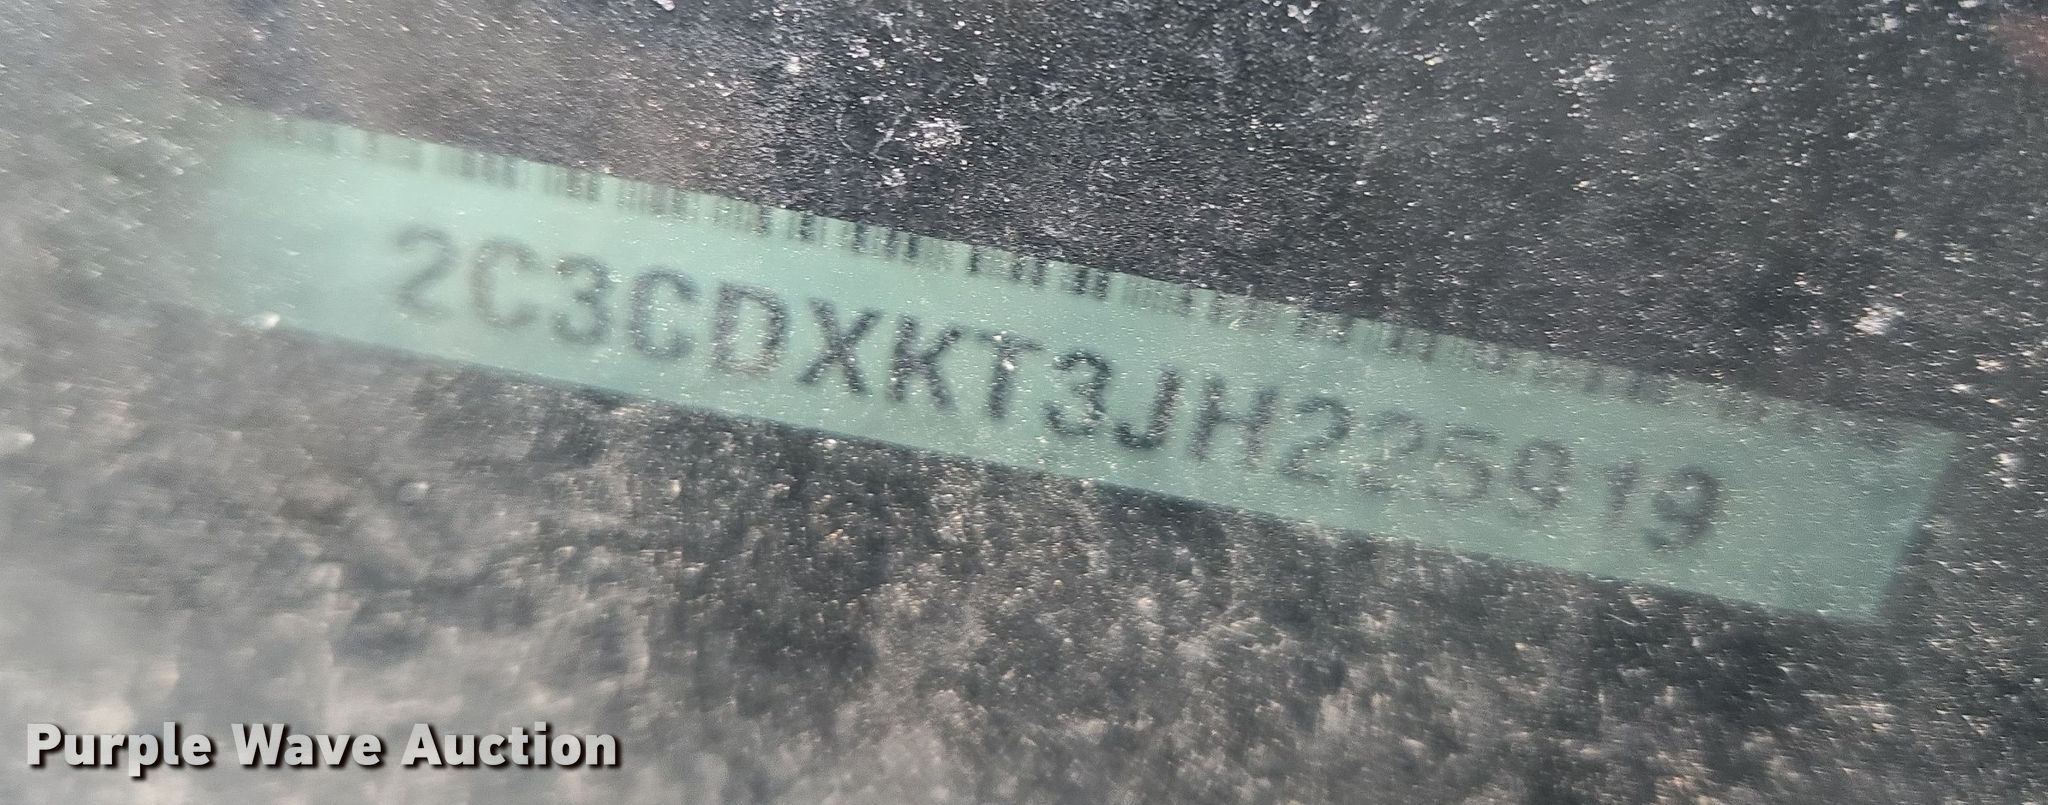 2C3CDXKT3JH225919
Purple Wave Auction